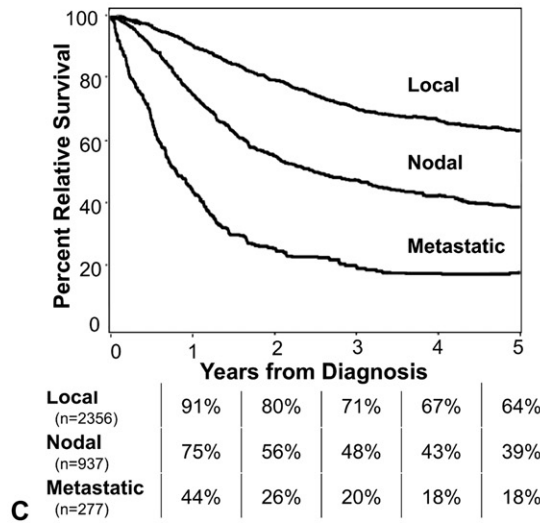 100
80
60
40
20
0
Percent Relative Survival
Local
Nodal
Metastatic
0 1 2 3 4 5
Years from Diagnosis
Local 91% 80% 71% 67% 64%
(n=2356)
Nodal 75% 56% 48% 43% 39%
(n=937)
Metastatic 44% 26% 20% 18% 18%
(n=277)
C